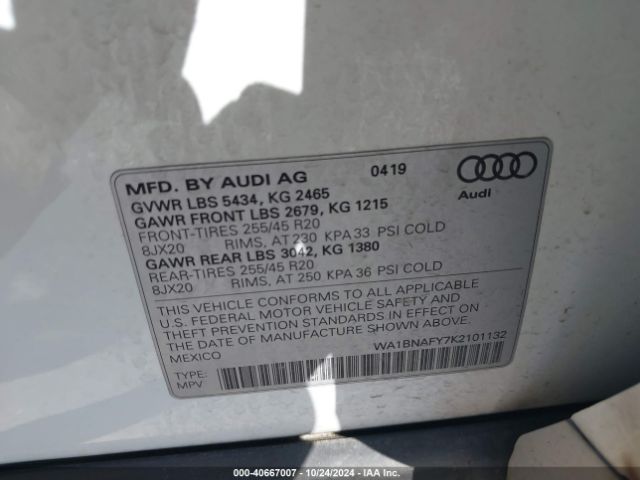 MFD. BY AUDI AG 0419
Audi
GVWR LBS 5434, KG 2465
GAWR FRONT LBS 2679, KG 1215
FRONT-TIRES 255/45 R20
8JX20 RIMS, AT 230 KPA 33 PSI COLD
GAWR REAR LBS 3042, KG 1380
REAR-TIRES 255/45 R20
8JX20 RIMS, AT 250 KPA 36 PSI COLD
THIS VEHICLE CONFORMS TO ALL APPLICABLE
U.S. FEDERAL MOTOR VEHICLE SAFETY AND
THEFT PREVENTION STANDARDS IN EFFECT ON
THE DATE OF MANUFACTURE SHOWN ABOVE.
MEXICO
WA1BNAFY7K2101132
TYPE:
MPV
000-40667007 - 10/24/2024 - IAA Inc.